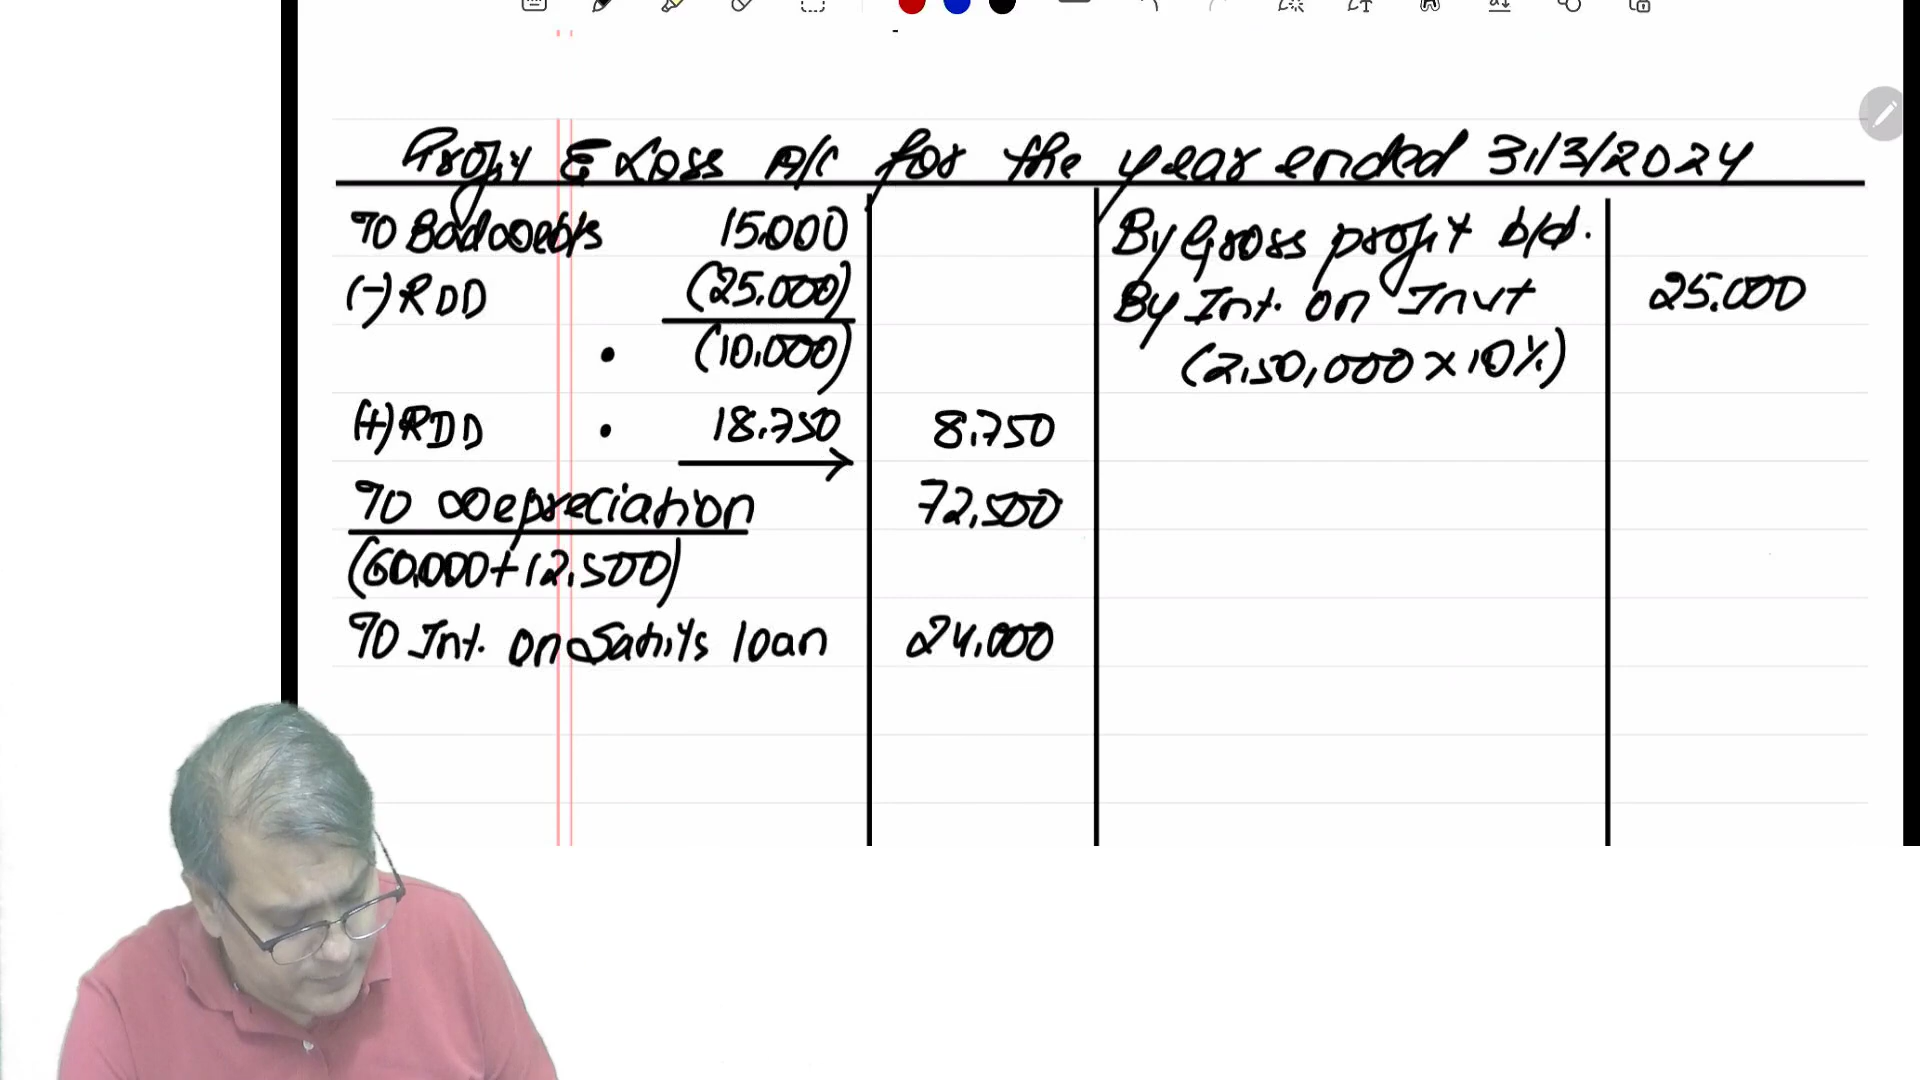 Profit & Loss A/C for the year ended 31/3/2024
To Bad debts 15,000
(-) RDD (25,000)
(10,000)
(+) RDD 18,750 8,750
To Depreciation 72,500
(60,000+12,500)
To Int. on Satish's loan 24,000
By Gross profit b/d.
By Int. on Invt 25,000
(2,50,000 x 10%)